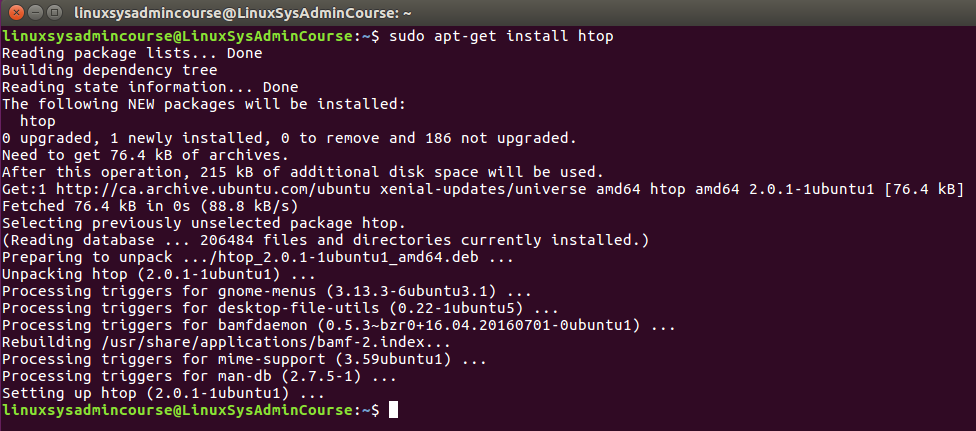 linuxsysadmincourse@LinuxSysAdminCourse: ~
linuxsysadmincourse@LinuxSysAdminCourse:~$ sudo apt-get install htop
Reading package lists... Done
Building dependency tree
Reading state information... Done
The following NEW packages will be installed:
  htop
0 upgraded, 1 newly installed, 0 to remove and 186 not upgraded.
Need to get 76.4 kB of archives.
After this operation, 215 kB of additional disk space will be used.
Get:1 http://ca.archive.ubuntu.com/ubuntu xenial-updates/universe amd64 htop amd64 2.0.1-1ubuntu1 [76.4 kB]
Fetched 76.4 kB in 0s (88.8 kB/s)
Selecting previously unselected package htop.
(Reading database ... 206484 files and directories currently installed.)
Preparing to unpack .../htop_2.0.1-1ubuntu1_amd64.deb ...
Unpacking htop (2.0.1-1ubuntu1) ...
Processing triggers for gnome-menus (3.13.3-6ubuntu3.1) ...
Processing triggers for desktop-file-utils (0.22-1ubuntu5) ...
Processing triggers for bamfdaemon (0.5.3~bzr0+16.04.20160701-0ubuntu1) ...
Rebuilding /usr/share/applications/bamf-2.index...
Processing triggers for mime-support (3.59ubuntu1) ...
Processing triggers for man-db (2.7.5-1) ...
Setting up htop (2.0.1-1ubuntu1) ...
linuxsysadmincourse@LinuxSysAdminCourse:~$